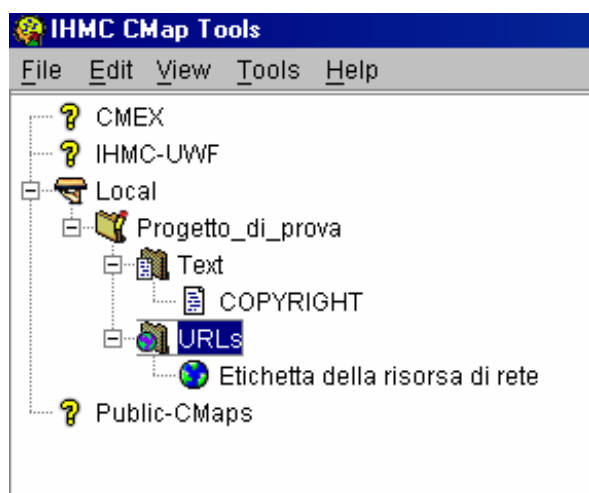 IHMC CMap Tools
File Edit View Tools Help
CMEX
IHMC-UWF
Local
Progetto_di_prova
Text
COPYRIGHT
URLs
Etichetta della risorsa di rete
Public-CMaps